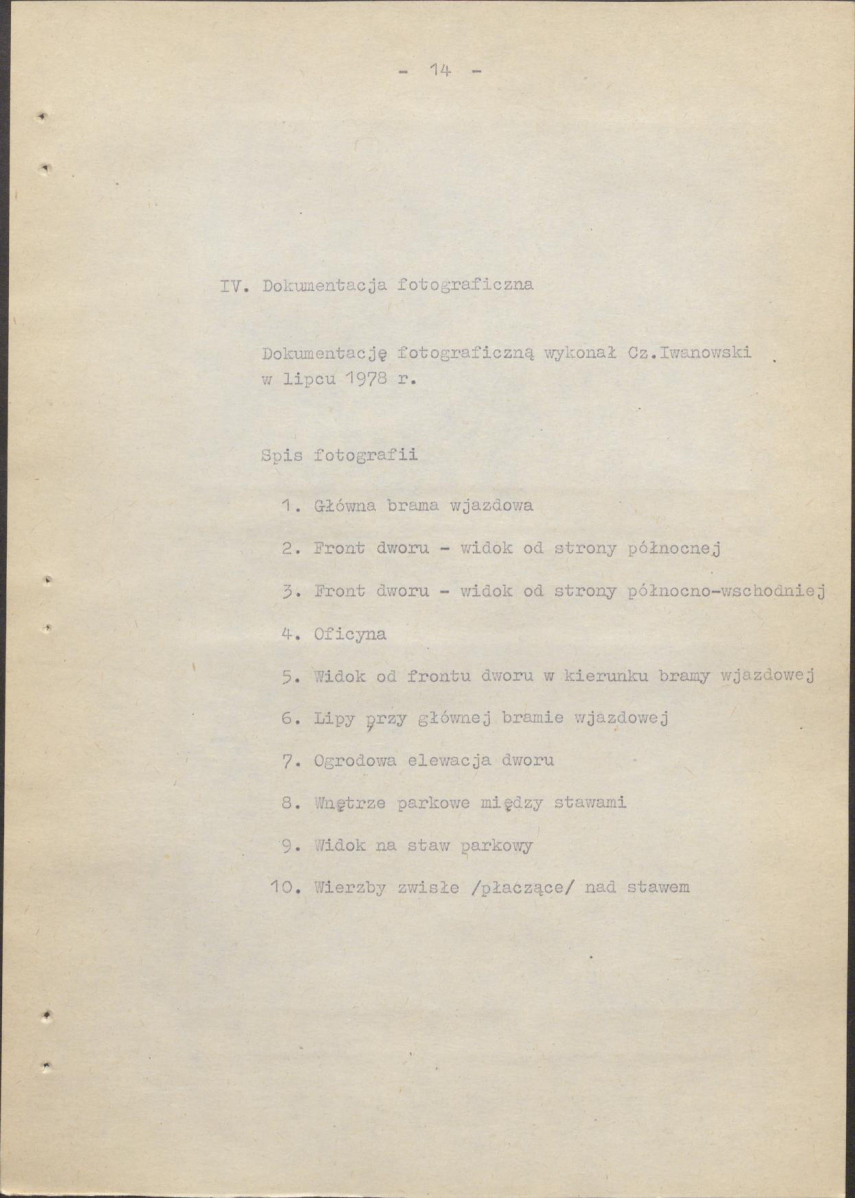 - 14 -
IV. Dokumentacja fotograficzna
Dokumentację fotograficzną wykonał Cz.Iwanowski
w lipcu 1978 r.
Spis fotografii
1. Główna brama wjazdowa
2. Front dworu - widok od strony północnej
3. Front dworu - widok od strony północno-wschodniej
4. Oficyna
5. Widok od frontu dworu w kierunku bramy wjazdowej
6. Lipy przy głównej bramie wjazdowej
7. Ogrodowa elewacja dworu
8. Wnętrze parkowe między stawami
9. Widok na staw parkowy
10. Wierzby zwisłe /płaczące/ nad stawem